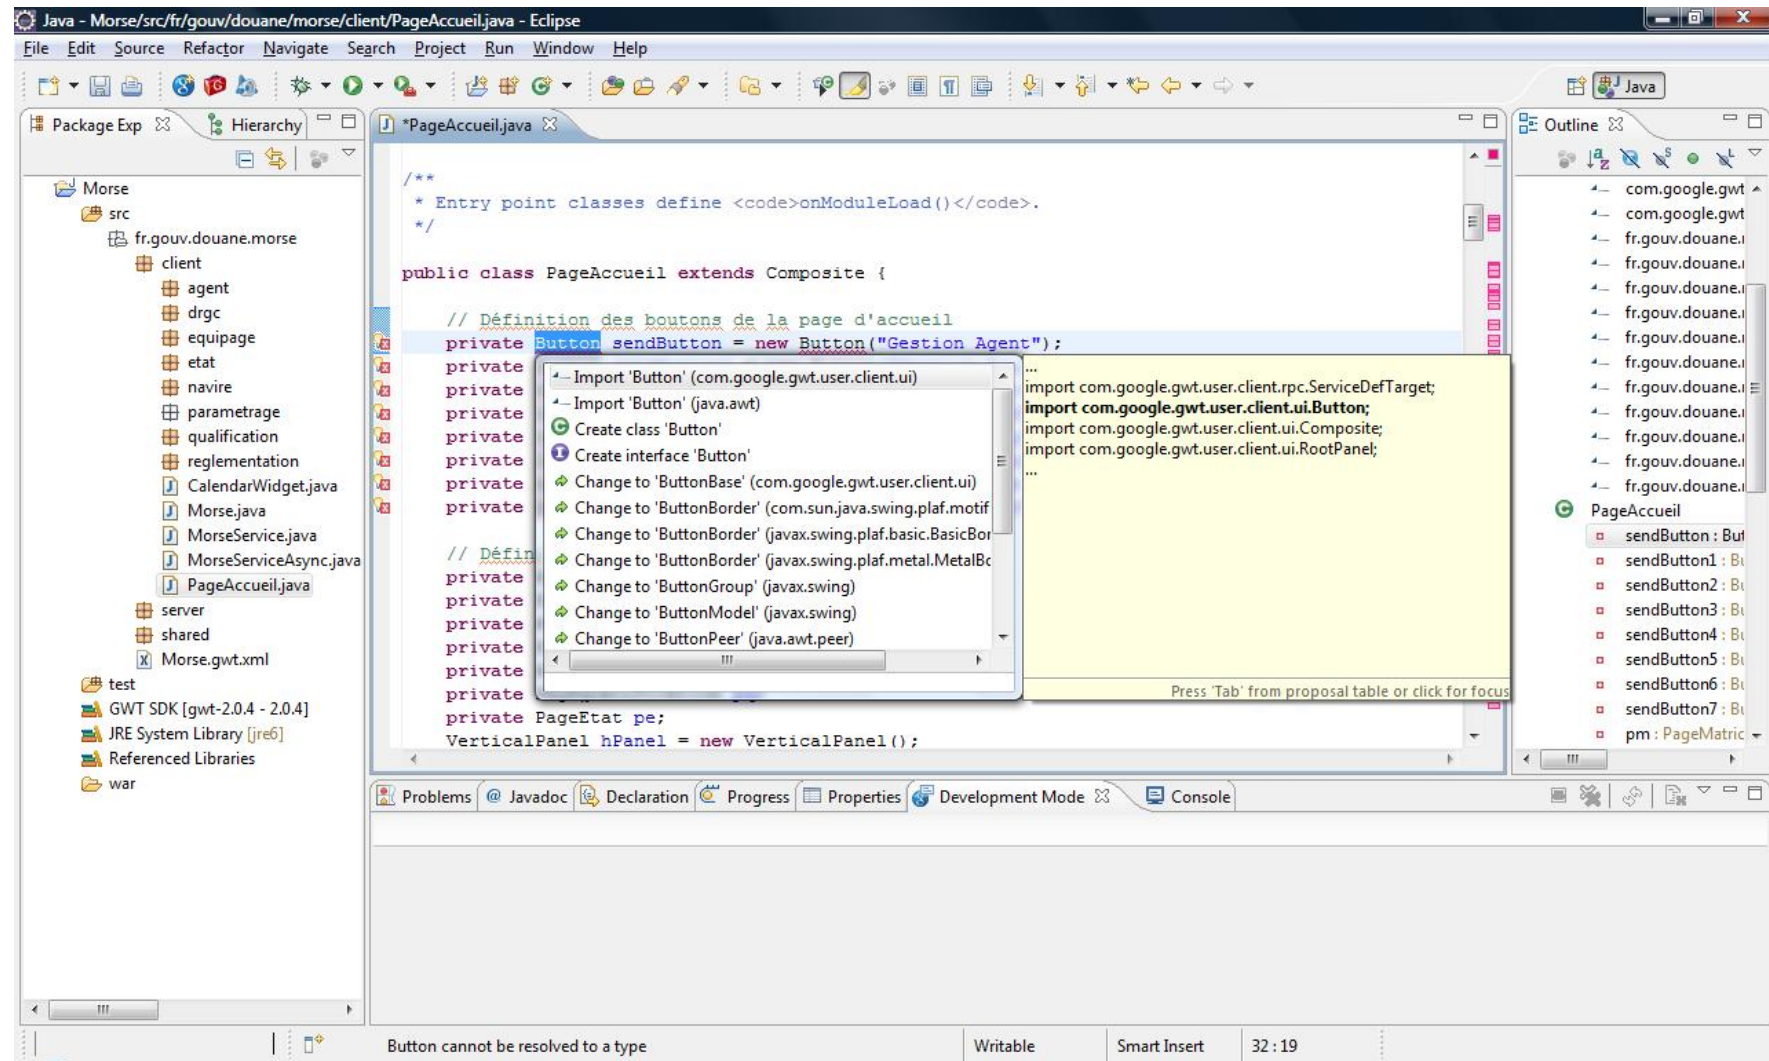 Java - Morse/src/fr/gouv/douane/morse/client/PageAccueil.java - Eclipse
File Edit Source Refactor Navigate Search Project Run Window Help
Java
Package Exp
Hierarchy
*PageAccueil.java
Outline
Morse
src
fr.gouv.douane.morse
client
agent
drgc
equipage
etat
navire
parametrage
qualification
reglementation
CalendarWidget.java
Morse.java
MorseService.java
MorseServiceAsync.java
PageAccueil.java
server
shared
Morse.gwt.xml
test
GWT SDK [gwt-2.0.4 - 2.0.4]
JRE System Library [jre6]
Referenced Libraries
war
/**
* Entry point classes define <code>onModuleLoad()</code>.
*/
public class PageAccueil extends Composite {
// Définition des boutons de la page d'accueil
private Button sendButton = new Button("Gestion Agent");
private
private
private
private
private
private
private
// Défin
private
private
private
private
private
private
private PageEtat pe;
VerticalPanel hPanel = new VerticalPanel();
Import 'Button' (com.google.gwt.user.client.ui)
Import 'Button' (java.awt)
Create class 'Button'
Create interface 'Button'
Change to 'ButtonBase' (com.google.gwt.user.client.ui)
Change to 'ButtonBorder' (com.sun.java.swing.plaf.motif
Change to 'ButtonBorder' (javax.swing.plaf.basic.BasicBor
Change to 'ButtonBorder' (javax.swing.plaf.metal.MetalBo
Change to 'ButtonGroup' (javax.swing)
Change to 'ButtonModel' (javax.swing)
Change to 'ButtonPeer' (java.awt.peer)
...
import com.google.gwt.user.client.rpc.ServiceDefTarget;
import com.google.gwt.user.client.ui.Button;
import com.google.gwt.user.client.ui.Composite;
import com.google.gwt.user.client.ui.RootPanel;
...
Press 'Tab' from proposal table or click for focus
com.google.gwt
com.google.gwt
fr.gouv.douane.
fr.gouv.douane.
fr.gouv.douane.
fr.gouv.douane.
fr.gouv.douane.
fr.gouv.douane.
fr.gouv.douane.
fr.gouv.douane.
fr.gouv.douane.
fr.gouv.douane.
fr.gouv.douane.
PageAccueil
sendButton : But
sendButton1 : Bu
sendButton2 : Bu
sendButton3 : Bu
sendButton4 : Bu
sendButton5 : Bu
sendButton6 : Bu
sendButton7 : Bu
pm : PageMatric
Problems @ Javadoc Declaration Progress Properties Development Mode Console
Button cannot be resolved to a type
Writable
Smart Insert
32 : 19